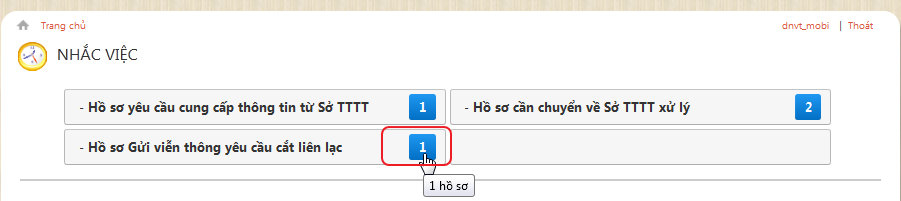 Trang chủ dnvt_mobi | Thoát
NHẮC VIỆC
- Hồ sơ yêu cầu cung cấp thông tin từ Sở TTTT 1 - Hồ sơ cần chuyển về Sở TTTT xử lý 2
- Hồ sơ Gửi viễn thông yêu cầu cắt liên lạc 1
1 hồ sơ